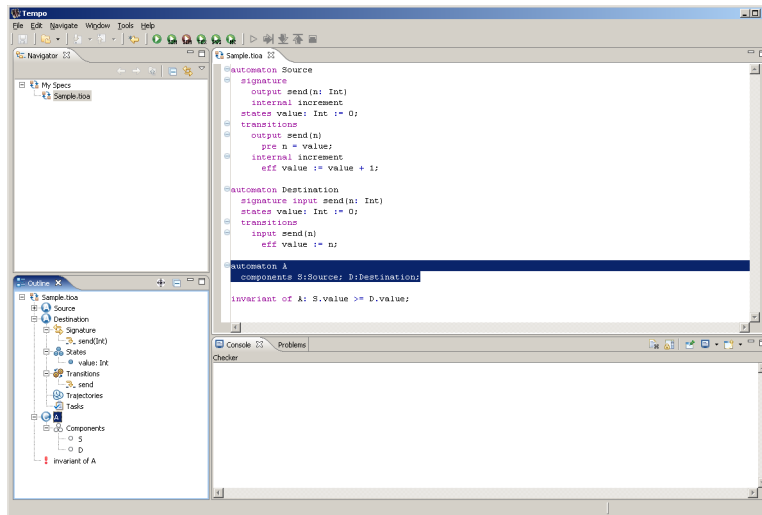 Tempo
File Edit Navigate Window Tools Help
Navigator
Sample.tioa
My Specs
Sample.tioa
automaton Source
signature
output send(n: Int)
internal increment
states value: Int := 0;
transitions
output send(n)
pre n = value;
internal increment
eff value := value + 1;
automaton Destination
signature input send(n: Int)
states value: Int := 0;
transitions
input send(n)
eff value := n;
automaton A
components S:Source; D:Destination;
invariant of A: S.value >= D.value;
Outline
Sample.tioa
Source
Destination
Signature
send(Int)
States
value: Int
Transitions
send
Trajectories
Tasks
A
Components
S
D
invariant of A
Console Problems
Checker